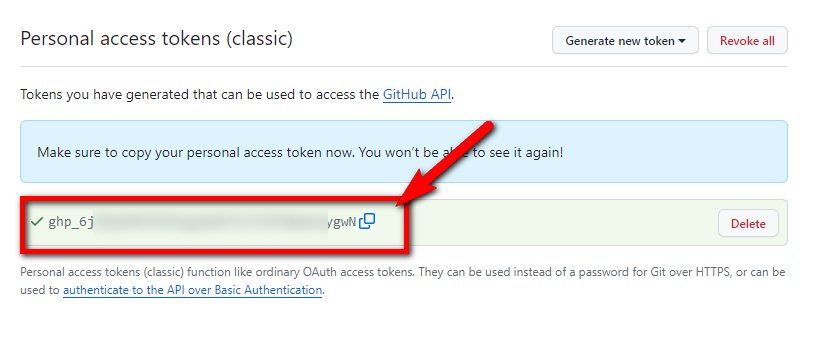 Personal access tokens (classic)
Generate new token
Revoke all
Tokens you have generated that can be used to access the GitHub API.
Make sure to copy your personal access token now. You won't be able to see it again!
ghp_6j ygwN
Delete
Personal access tokens (classic) function like ordinary OAuth access tokens. They can be used instead of a password for Git over HTTPS, or can be
used to authenticate to the API over Basic Authentication.